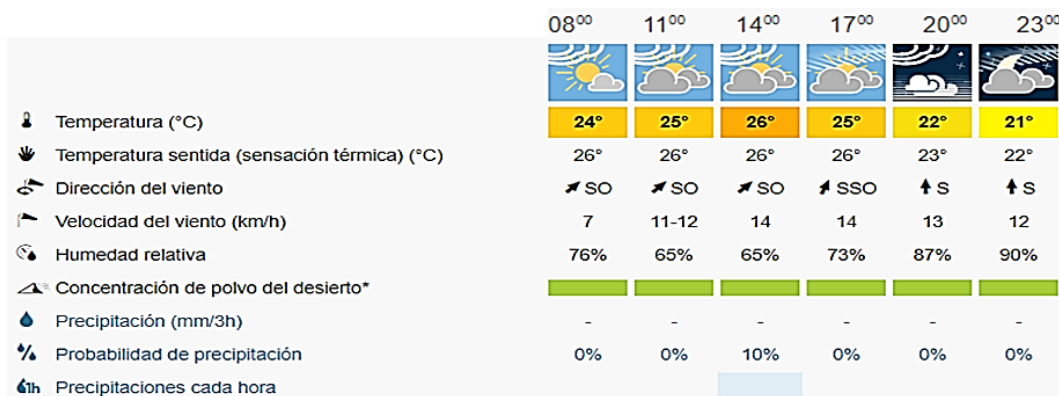 08⁰⁰ 11⁰⁰ 14⁰⁰ 17⁰⁰ 20⁰⁰ 23⁰⁰
Temperatura (°C) 24° 25° 26° 25° 22° 21°
Temperatura sentida (sensación térmica) (°C) 26° 26° 26° 26° 23° 22°
Dirección del viento SO SO SO SSO S S
Velocidad del viento (km/h) 7 11-12 14 14 13 12
Humedad relativa 76% 65% 65% 73% 87% 90%
Concentración de polvo del desierto*
Precipitación (mm/3h) - - - - - -
Probabilidad de precipitación 0% 0% 10% 0% 0% 0%
1h Precipitaciones cada hora